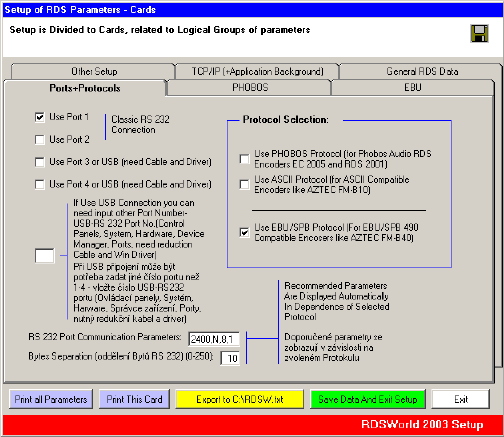 Setup of RDS Parameters - Cards
Setup is Divided to Cards, related to Logical Groups of parameters
Other Setup
TCP/IP (+Application Background)
General RDS Data
Ports+Protocols
PHOBOS
EBU
Use Port 1
Classic RS 232
Connection
Use Port 2
Use Port 3 or USB (need Cable and Driver)
Use Port 4 or USB (need Cable and Driver)
If Use USB Connection you can
need input other Port Number-
USB-RS 232 Port No.(Control
Panels, System, Hardware, Device
Manager, Ports, need reduction
Cable and Win Driver)
Při USB připojení může být
potřeba zadat jiné číslo portu než
1-4 - vložte číslo USB-RS232
portu (Ovládací panely, Systém,
Harware, Správce zařízení, Porty,
nutný redukční kabel a driver)
Protocol Selection:
Use PHOBOS Protocol (for Phobos Audio RDS
Encoders EC 2005 and RDS 2001)
Use ASCII Protocol (for ASCII Compatible
Encoders like AZTEC FM-B10)
Use EBU/SPB Protocol (For EBU/SPB 490
Compatible Encosers like AZTEC FM-B40)
Recommended Parameters
Are Displayed Automatically
In Dependence of Selected
Protocol
Doporučené parametry se
zobrazují v závislosti na
zvoleném Protokulu
RS 232 Port Communication Parameters:
2400,N,8,1
Bytes Separation (oddělení Bytů RS 232) (0-250):
10
Print all Parameters
Print This Card
Export to C:\RDSW.txt
Save Data And Exit Setup
Exit
RDSWorld 2003 Setup